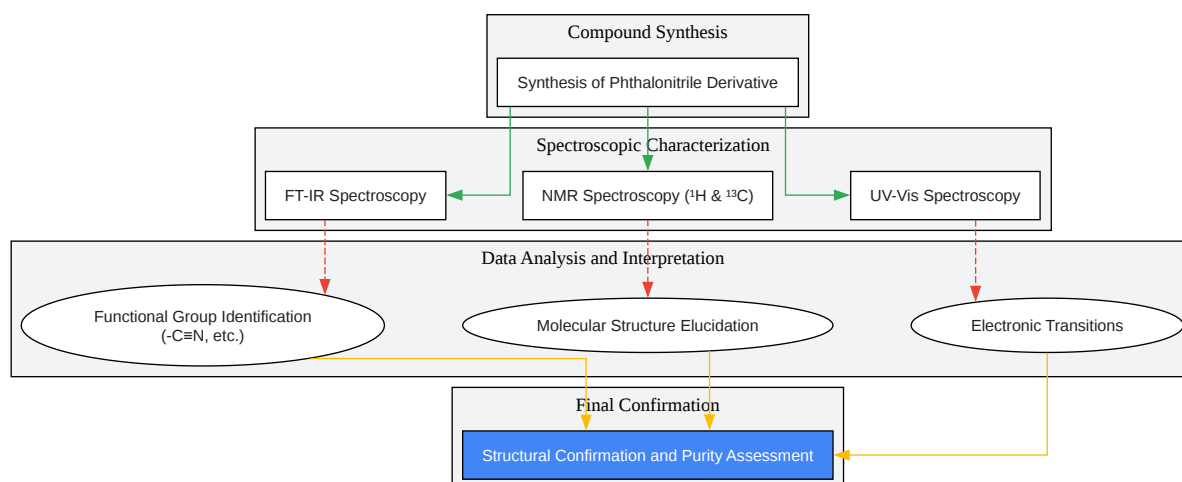 Compound Synthesis
Synthesis of Phthalonitrile Derivative
Spectroscopic Characterization
FT-IR Spectroscopy
NMR Spectroscopy (¹H & ¹³C)
UV-Vis Spectroscopy
Data Analysis and Interpretation
Functional Group Identification
(-C≡N, etc.)
Molecular Structure Elucidation
Electronic Transitions
Final Confirmation
Structural Confirmation and Purity Assessment